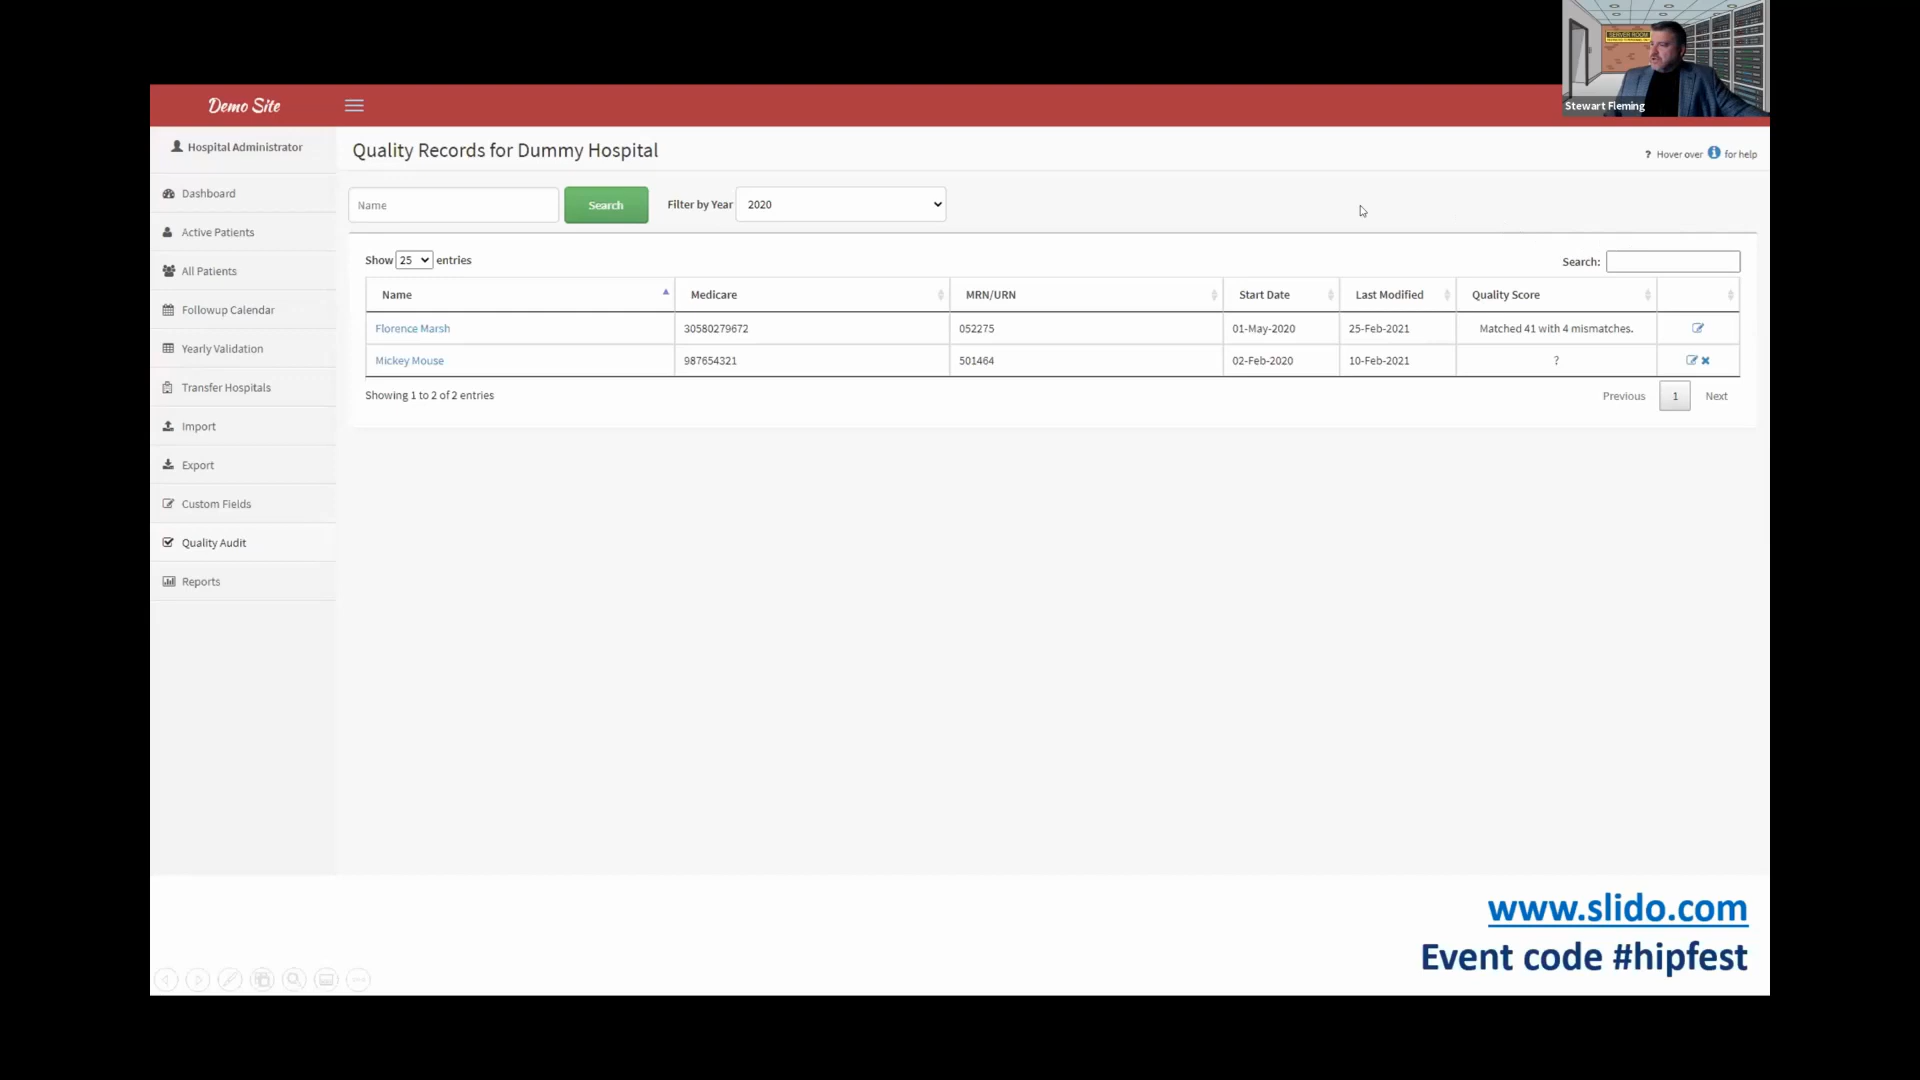 Demo Site
Stewart Fleming
SERVER ROOM
Hospital Administrator
Quality Records for Dummy Hospital
? Hover over i for help
Dashboard
Active Patients
All Patients
Followup Calendar
Yearly Validation
Transfer Hospitals
Import
Export
Custom Fields
Quality Audit
Reports
Name Search Filter by Year 2020
Show 25 entries Search:
Name Medicare MRN/URN Start Date Last Modified Quality Score
Florence Marsh 30580279672 052275 01-May-2020 25-Feb-2021 Matched 41 with 4 mismatches.
Mickey Mouse 987654321 501464 02-Feb-2020 10-Feb-2021 ?
Showing 1 to 2 of 2 entries Previous 1 Next
www.slido.com
Event code #hipfest